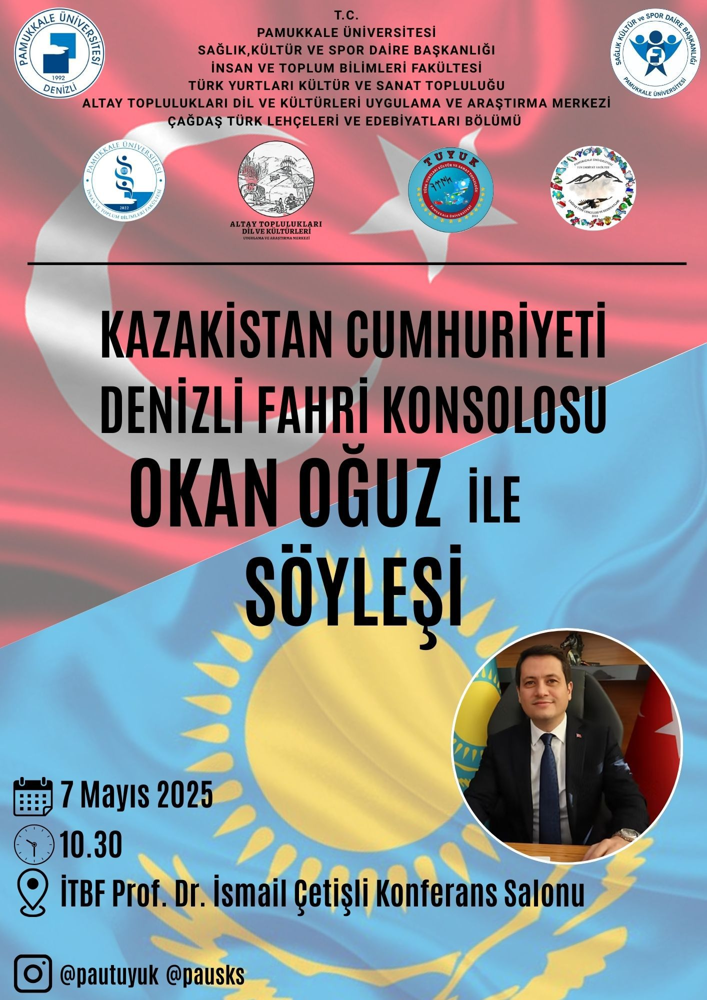 T.C.
PAMUKKALE ÜNİVERSİTESİ
SAĞLIK,KÜLTÜR VE SPOR DAİRE BAŞKANLIĞI
İNSAN VE TOPLUM BİLİMLERİ FAKÜLTESİ
TÜRK YURTLARI KÜLTÜR VE SANAT TOPLULUĞU
ALTAY TOPLULUKLARI DİL VE KÜLTÜRLERİ UYGULAMA VE ARAŞTIRMA MERKEZİ
ÇAĞDAŞ TÜRK LEHÇELERİ VE EDEBİYATLARI BÖLÜMÜ
PAMUKKALE ÜNİVERSİTESİ
1992
DENİZLİ
SAĞLIK KÜLTÜR ve SPOR DAİRE BAŞKANLIĞI
1992
PAMUKKALE ÜNİVERSİTESİ
PAMUKKALE ÜNİVERSİTESİ
2022
İNSAN VE TOPLUM BİLİMLERİ FAKÜLTESİ
ALTAY TOPLULUKLARI
DİL VE KÜLTÜRLERİ
UYGULAMA VE ARAŞTIRMA MERKEZİ
TUYUK
TÜRK YURTLARI KÜLTÜR VE SANAT TOPLULUĞU
PAMUKKALE ÜNİVERSİTESİ
PAMUKKALE ÜNİVERSİTESİ
FEN EDEBİYAT FAKÜLTESİ
ÇAĞDAŞ TÜRK LEHÇELERİ VE EDEBİYATLARI
2013
KAZAKİSTAN CUMHURİYETİ
DENİZLİ FAHRİ KONSOLOSU
OKAN OĞUZ İLE
SÖYLEŞİ
7 Mayıs 2025
10.30
İTBF Prof. Dr. İsmail Çetişli Konferans Salonu
@pautuyuk @pausks